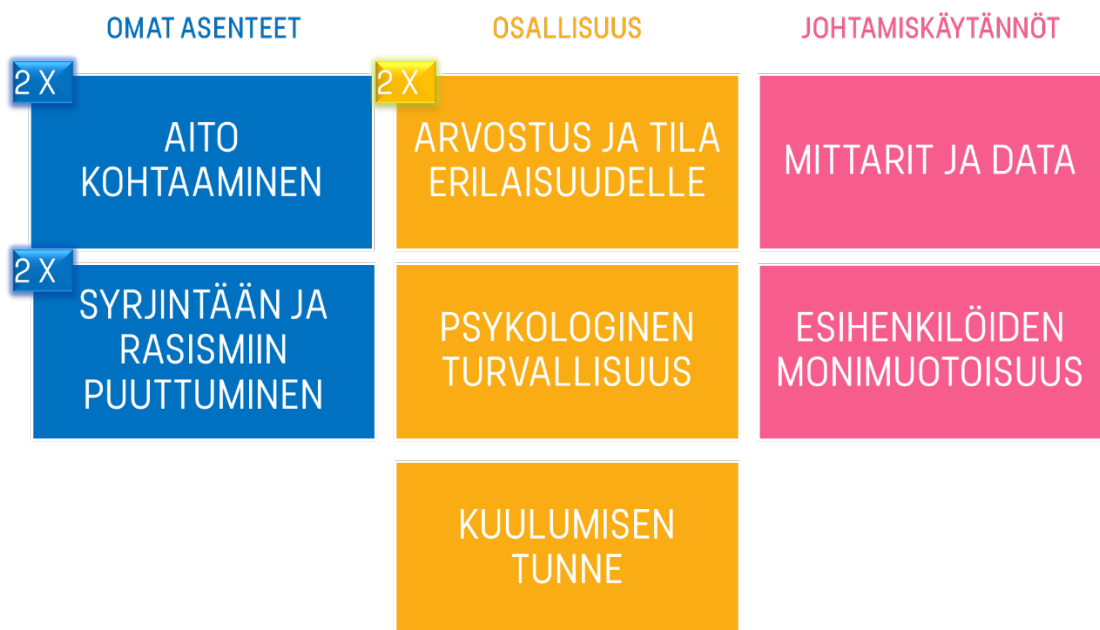 OMAT ASENTEET
OSALLISUUS
JOHTAMISKÄYTÄNNÖT
2 X
AITO
KOHTAAMINEN
2 X
ARVOSTUS JA TILA
ERILAISUUDELLE
MITTARIT JA DATA
2 X
SYRJINTÄÄN JA
RASISMIIN
PUUTTUMINEN
PSYKOLOGINEN
TURVALLISUUS
ESIHENKILÖIDEN
MONIMUOTOISUUS
KUULUMISEN
TUNNE